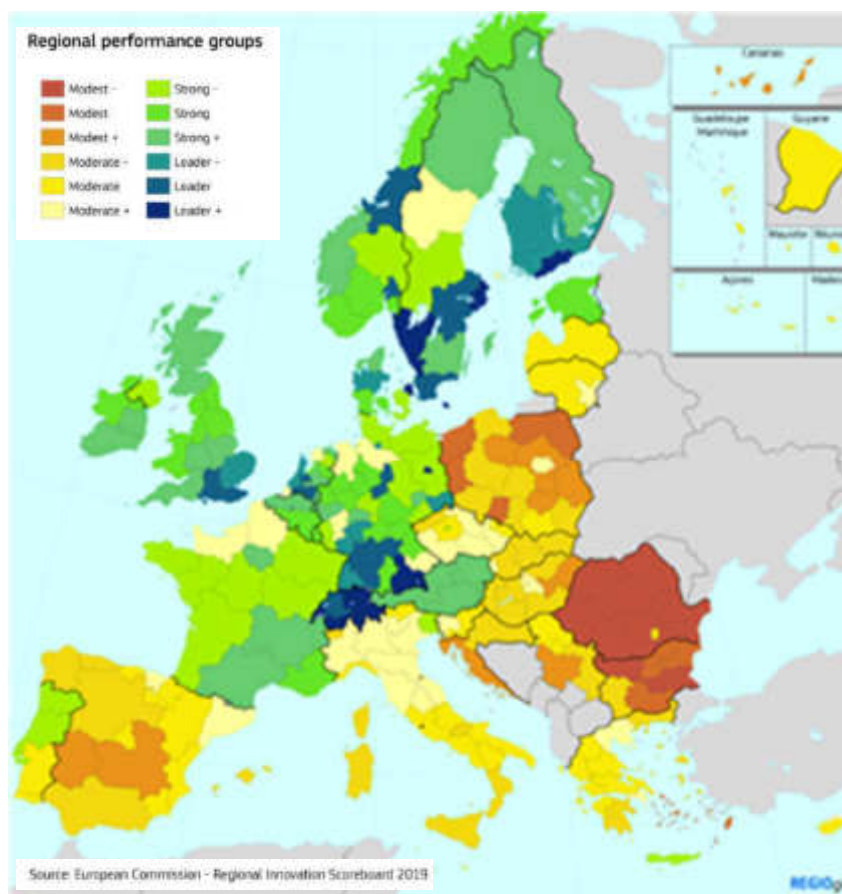 Regional performance groups
Modest -
Modest
Modest +
Moderate -
Moderate
Moderate +
Strong -
Strong
Strong +
Leader -
Leader
Leader +
Canarias
Guadeloupe
Martinique
Guyane
Mayotte
Açores
Source: European Commission - Regional Innovation Scoreboard 2019